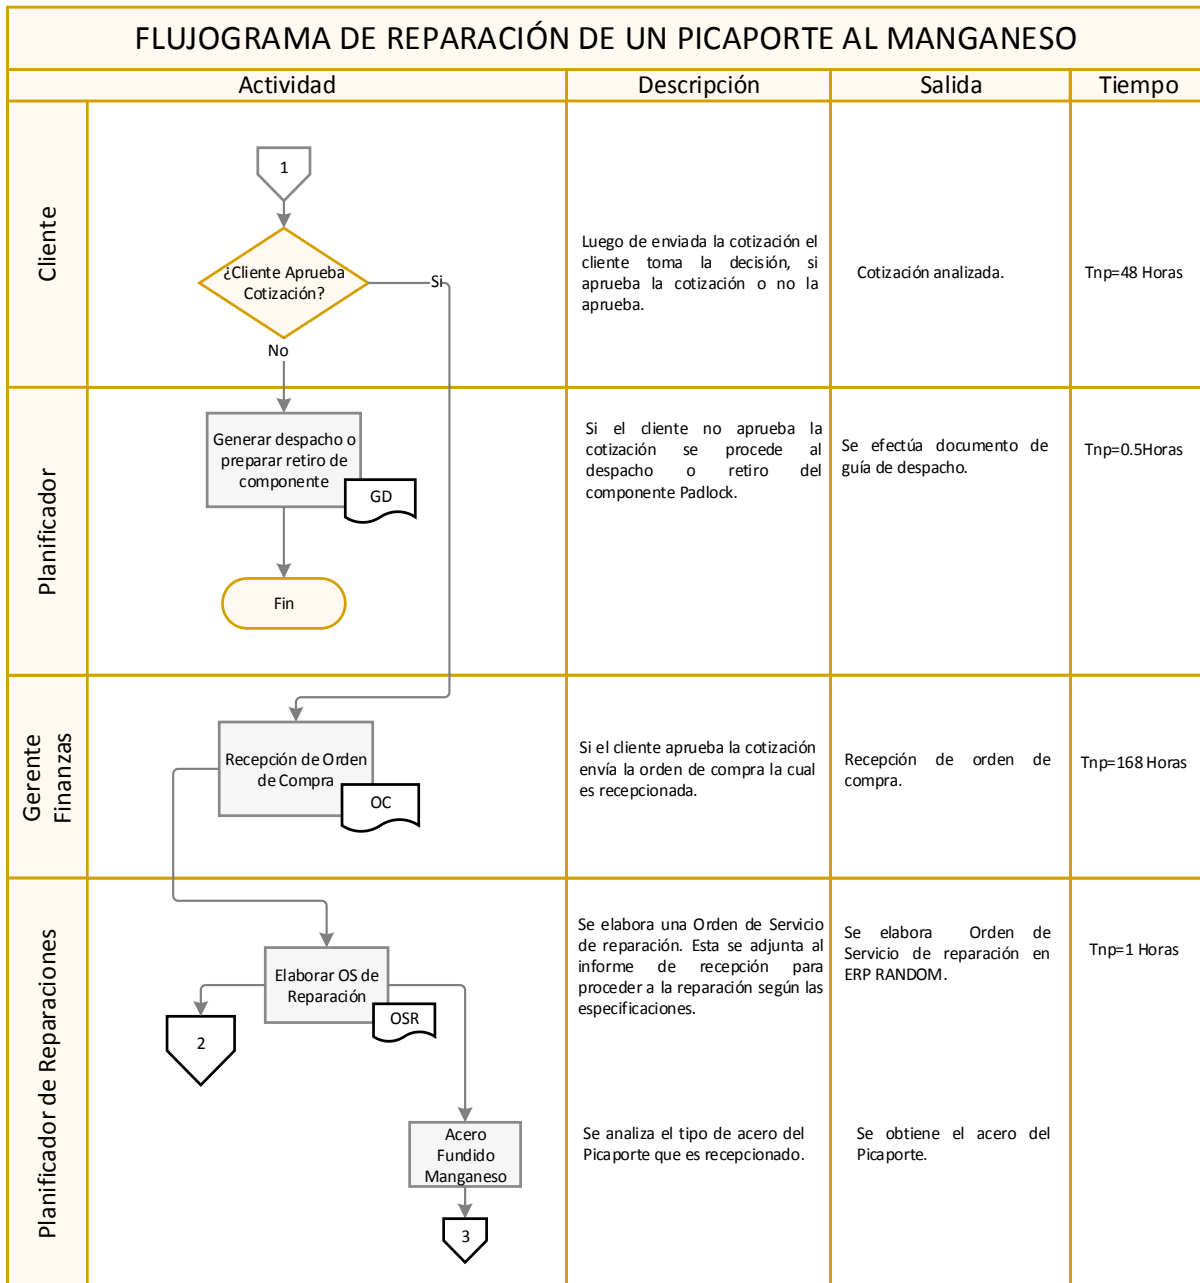 FLUJOGRAMA DE REPARACIÓN DE UN PICAPORTE AL MANGANESO
Actividad
Descripción
Salida
Tiempo
Cliente
1
¿Cliente Aprueba
Cotización?
Si
No
Luego de enviada la cotización el
cliente toma la decisión, si
aprueba la cotización o no la
aprueba.
Cotización analizada.
Tnp=48 Horas
Planificador
Generar despacho o
preparar retiro de
componente
GD
Fin
Si el cliente no aprueba la
cotización se procede al
despacho o retiro del
componente Padlock.
Se efectúa documento de
guía de despacho.
Tnp=0.5Horas
Gerente
Finanzas
Recepción de Orden
de Compra
OC
Si el cliente aprueba la cotización
envía la orden de compra la cual
es recepcionada.
Recepción de orden de
compra.
Tnp=168 Horas
Planificador de Reparaciones
Elaborar OS de
Reparación
OSR
2
Se elabora una Orden de Servicio
de reparación. Esta se adjunta al
informe de recepción para
proceder a la reparación según las
especificaciones.
Se elabora Orden de
Servicio de reparación en
ERP RANDOM.
Tnp=1 Horas
Acero
Fundido
Manganeso
3
Se analiza el tipo de acero del
Picaporte que es recepcionado.
Se obtiene el acero del
Picaporte.